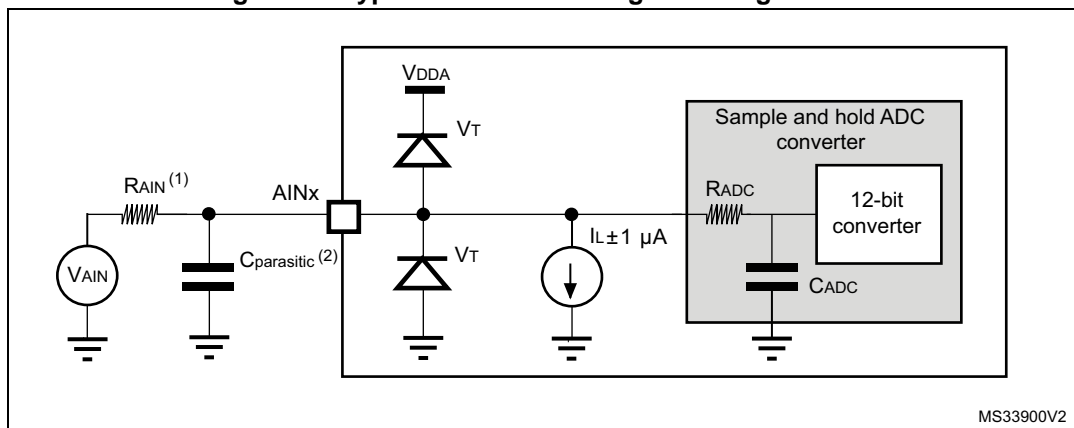 VDDA
VT
Sample and hold ADC
converter
RAIN (1)
AINx
RADC
12-bit
converter
IL±1 µA
VAIN
Cparasitic (2)
VT
CADC
MS33900V2